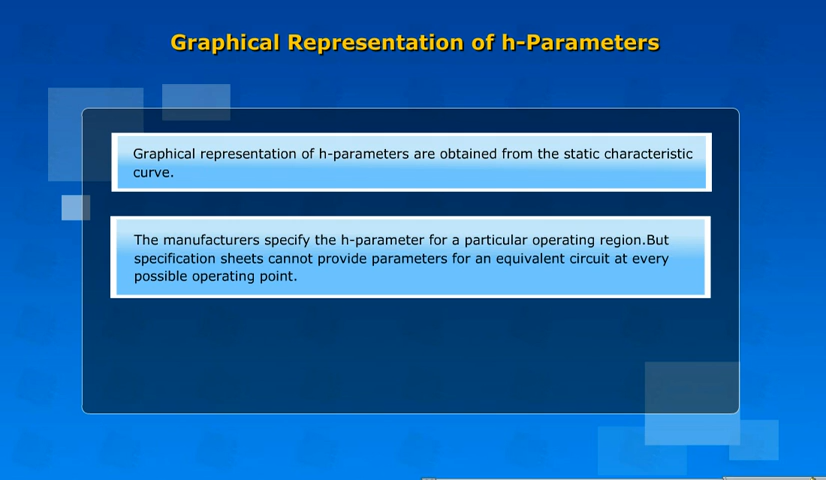 Graphical Representation of h-Parameters
Graphical representation of h-parameters are obtained from the static characteristic
curve.
The manufacturers specify the h-parameter for a particular operating region.But
specification sheets cannot provide parameters for an equivalent circuit at every
possible operating point.